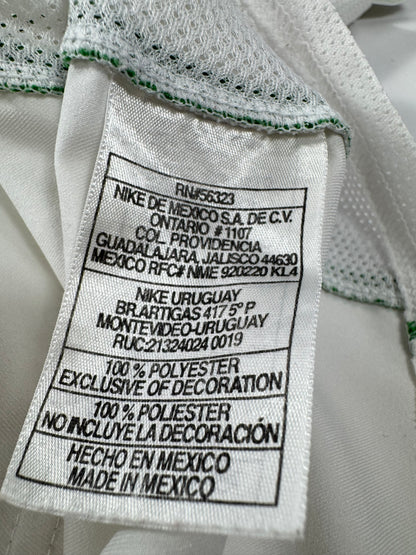 RN#56323
NIKE DE MEXICO S.A. DE C.V.
ONTARIO # 1107
COL. PROVIDENCIA
GUADALAJARA, JALISCO 44630
MEXICO RFC# NME 920220 KL4
NIKE URUGUAY
BR.ARTIGAS 417 5º P
MONTEVIDEO-URUGUAY
RUC:21324024 0019
100 % POLYESTER
EXCLUSIVE OF DECORATION
100 % POLIESTER
NO INCLUYE LA DECORACIÓN
HECHO EN MEXICO
MADE IN MEXICO